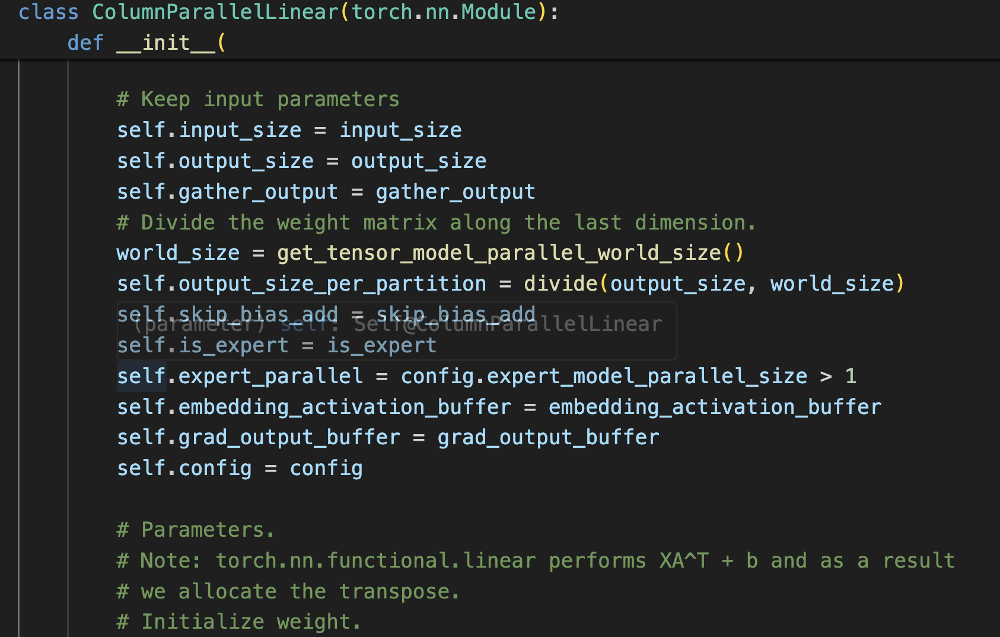 class ColumnParallelLinear(torch.nn.Module):
def __init__(
# Keep input parameters
self.input_size = input_size
self.output_size = output_size
self.gather_output = gather_output
# Divide the weight matrix along the last dimension.
world_size = get_tensor_model_parallel_world_size()
self.output_size_per_partition = divide(output_size, world_size)
self.skip_bias_add = skip_bias_add
(parameter) self: Self@ColumnParallelLinear
self.is_expert = is_expert
self.expert_parallel = config.expert_model_parallel_size > 1
self.embedding_activation_buffer = embedding_activation_buffer
self.grad_output_buffer = grad_output_buffer
self.config = config
# Parameters.
# Note: torch.nn.functional.linear performs XA^T + b and as a result
# we allocate the transpose.
# Initialize weight.